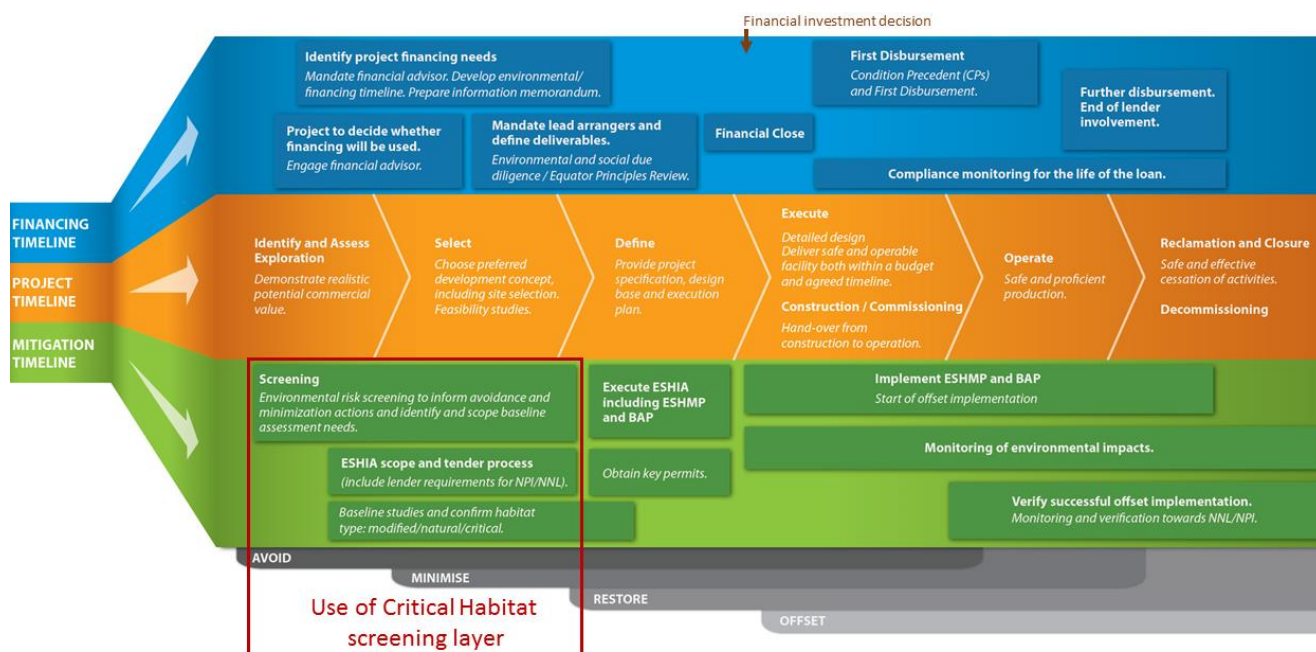 Financial investment decision
Identify project financing needs
Mandate financial advisor. Develop environmental/
financing timeline. Prepare information memorandum.
First Disbursement
Condition Precedent (CPs)
and First Disbursement.
Further disbursement.
End of lender
involvement.
Project to decide whether
financing will be used.
Engage financial advisor.
Mandate lead arrangers and
define deliverables.
Environmental and social due
diligence / Equator Principles Review.
Financial Close
Compliance monitoring for the life of the loan.
FINANCING
TIMELINE
PROJECT
TIMELINE
MITIGATION
TIMELINE
Identify and Assess
Exploration
Demonstrate realistic
potential commercial
value.
Select
Choose preferred
development concept,
including site selection.
Feasibility studies.
Define
Provide project
specification, design
base and execution
plan.
Execute
Detailed design
Deliver safe and operable
facility both within a budget
and agreed timeline.
Construction / Commissioning
Hand-over from
construction to operation.
Operate
Safe and proficient
production.
Reclamation and Closure
Safe and effective
cessation of activities.
Decommissioning
Screening
Environmental risk screening to inform avoidance and
minimization actions and identify and scope baseline
assessment needs.
Execute ESHIA
including ESHMP
and BAP
Implement ESHMP and BAP
Start of offset implementation
ESHIA scope and tender process
(include lender requirements for NPI/NNL).
Obtain key permits.
Monitoring of environmental impacts.
Baseline studies and confirm habitat
type: modified/natural/critical.
Verify successful offset implementation.
Monitoring and verification towards NNL/NPI.
AVOID
MINIMISE
RESTORE
OFFSET
Use of Critical Habitat
screening layer